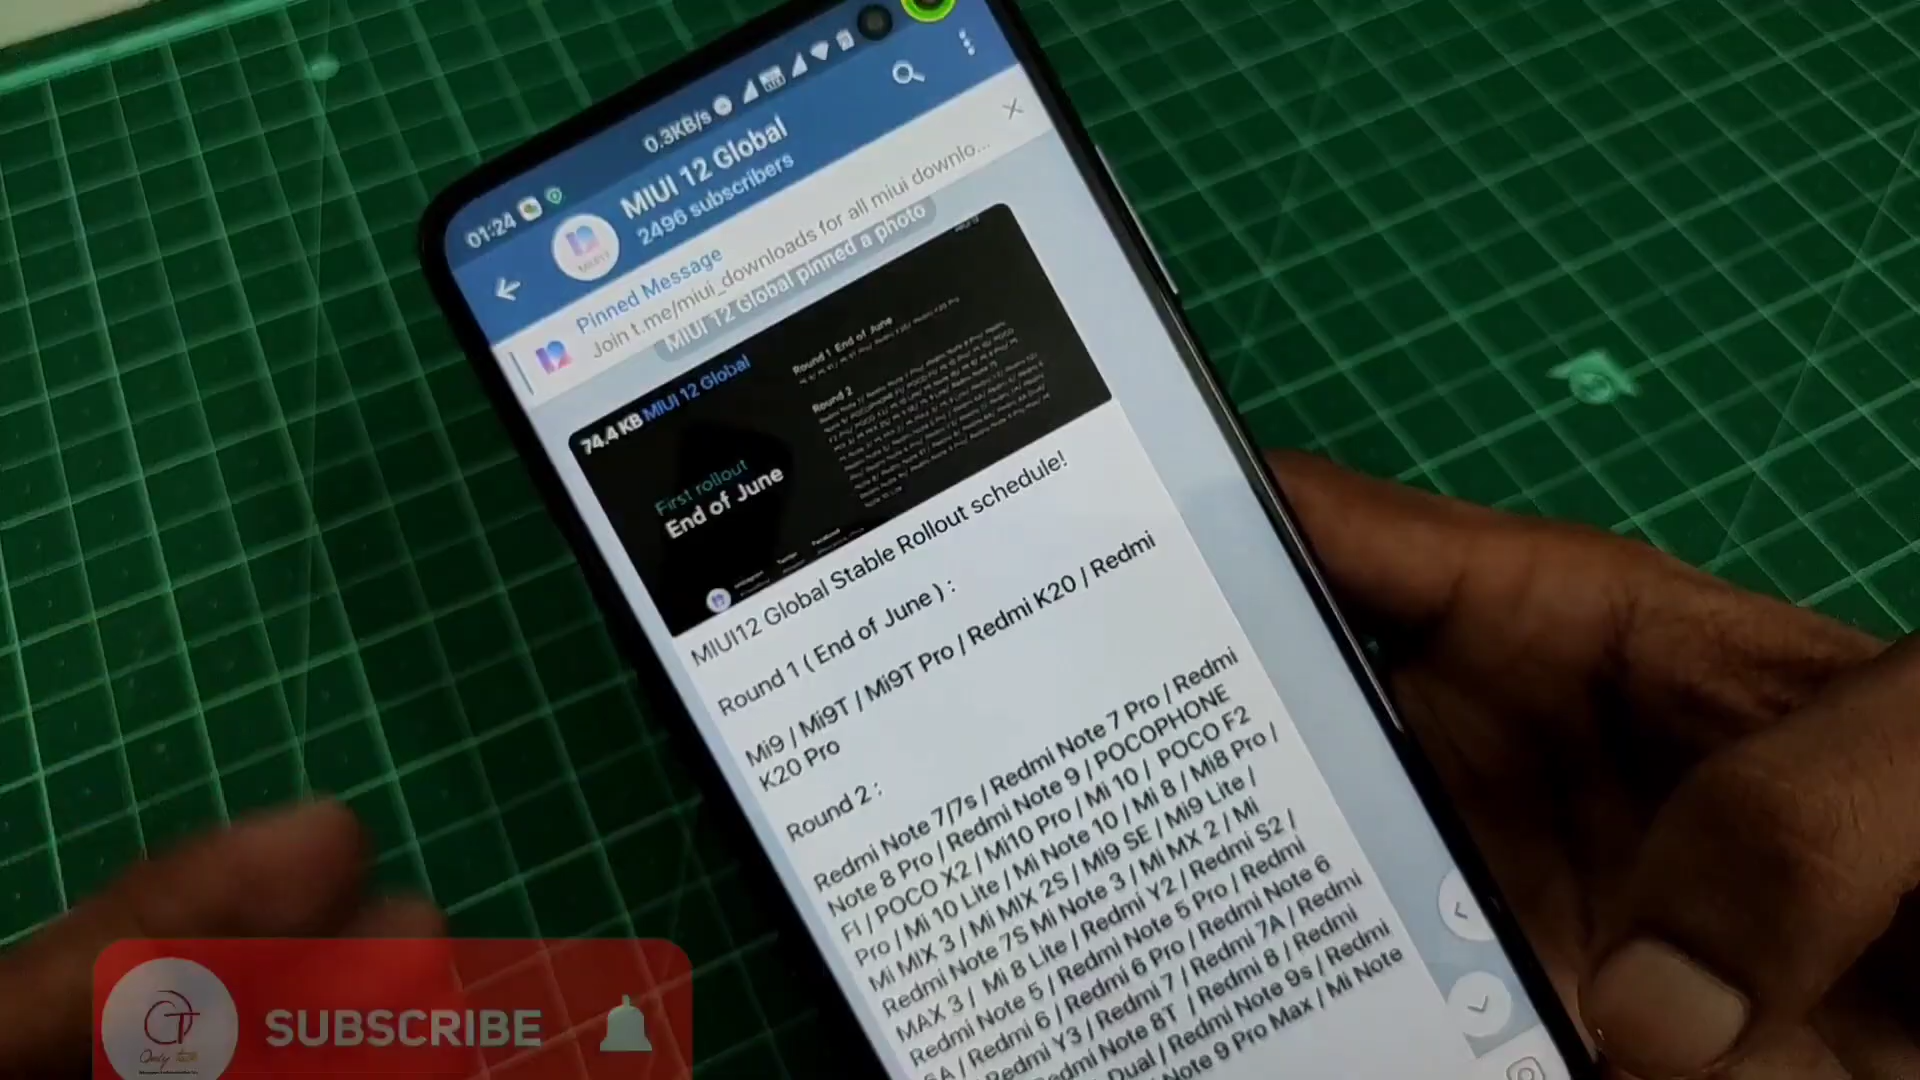 01:24
0.3KB/s
MIUI 12 Global
2496 subscribers
Pinned Message
Join t.me/miui_downloads for all miui downlo...
MIUI 12 Global pinned a photo
74.4 KB MIUI 12 Global
First rollout
End of June
Round 1 End of June
Round 2
MIUI12 Global Stable Rollout schedule!
Round 1 ( End of June ) :
Mi9 / Mi9T / Mi9T Pro / Redmi K20 / Redmi
K20 Pro
Round 2 :
Redmi Note 7/7s / Redmi Note 7 Pro / Redmi
Note 8 Pro / Redmi Note 9 / POCOPHONE
F1 / POCO X2 / Mi10 Pro / Mi 10 / POCO F2
Pro / Mi 10 Lite / Mi Note 10 / Mi 8 / Mi8 Pro /
Mi MIX 3 / Mi MIX 2S / Mi9 SE / Mi9 Lite /
Redmi Note 7S Mi Note 3 / Mi MX 2 / Mi
MAX 3 / Mi 8 Lite / Redmi Y2 / Redmi S2 /
Redmi Note 5 / Redmi Note 5 Pro / Redmi
6A / Redmi 6 / Redmi 6 Pro / Redmi Note 6
Redmi Y3 / Redmi 7 / Redmi 7A / Redmi
Redmi Note 8T / Redmi 8 / Redmi
Dual / Redmi Note 9s / Redmi
Note 9 Pro Max / Mi Note
SUBSCRIBE